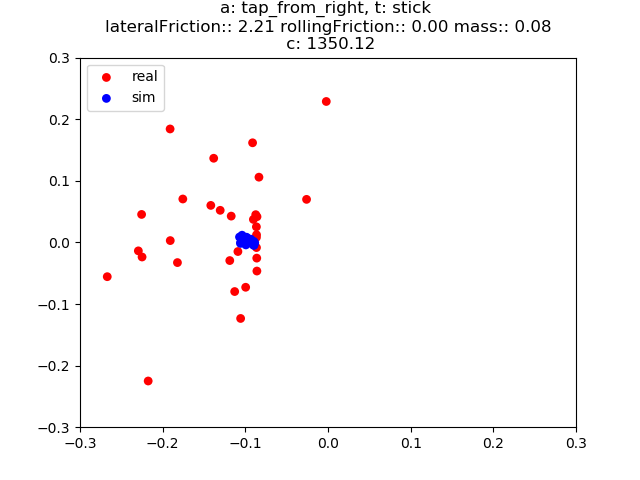 a: tap_from_right, t: stick
lateralFriction:: 2.21 rollingFriction:: 0.00 mass:: 0.08
c: 1350.12
real
sim
0.3
0.2
0.1
0.0
−0.1
−0.2
−0.3
−0.3 −0.2 −0.1 0.0 0.1 0.2 0.3